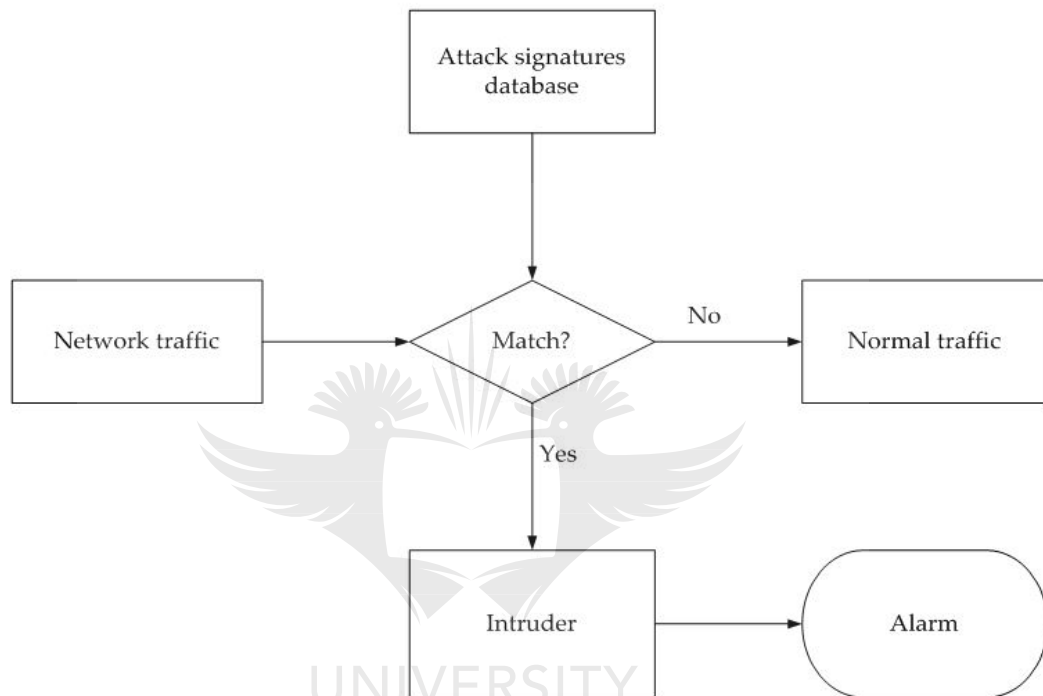 Attack signatures
database
Network traffic
Match?
No
Normal traffic
Yes
Intruder
Alarm
UNIVERSITY